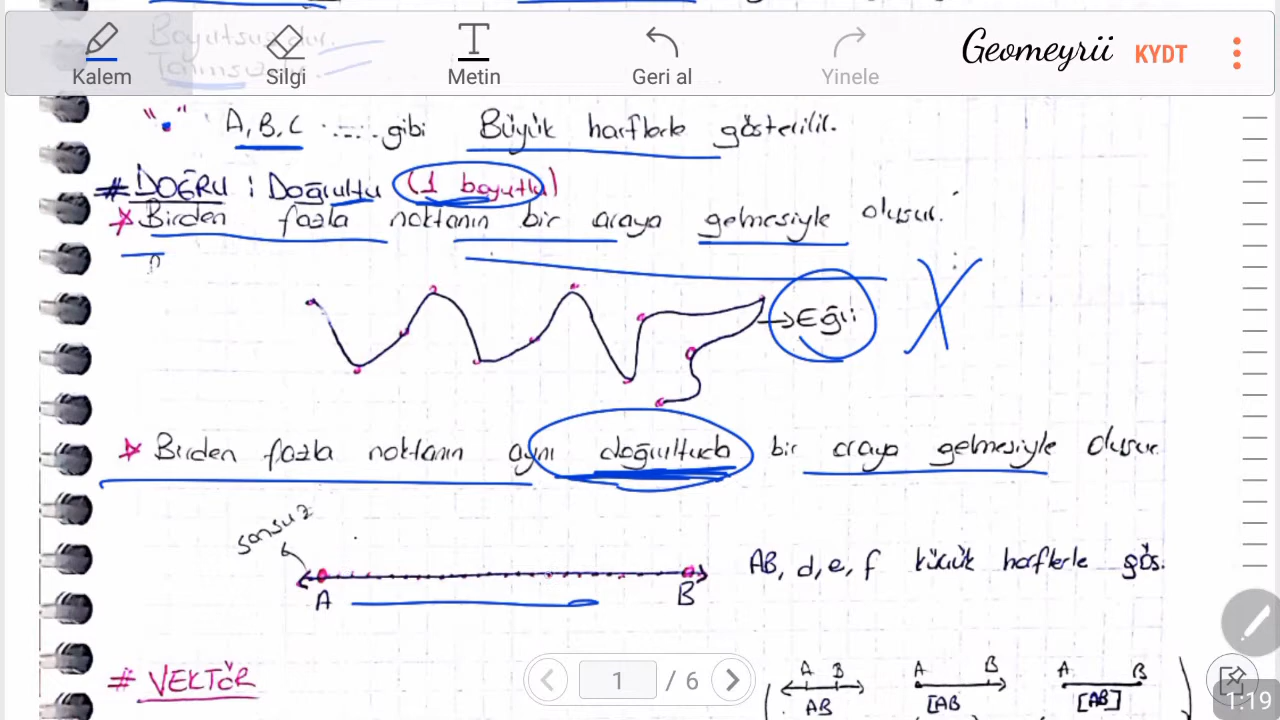 Boyutsuzdur.
Tanımsızdır.
Kalem
Silgi
Metin
Geri al
Yinele
Geomeyrii
KYDT
"." A, B, C ....... gibi Büyük harflerle gösterilir.
# DOĞRU : Doğrultu (1 boyutlu)
Birden fazla noktanın bir araya gelmesiyle oluşur.
→ Eğri X
Birden fazla noktanın aynı doğrultuda bir araya gelmesiyle oluşur.
sonsuz
A B
AB, d, e, f küçük harflerle gös.
# VEKTÖR
1 / 6
A B A B A B
AB [AB [AB]
1:19